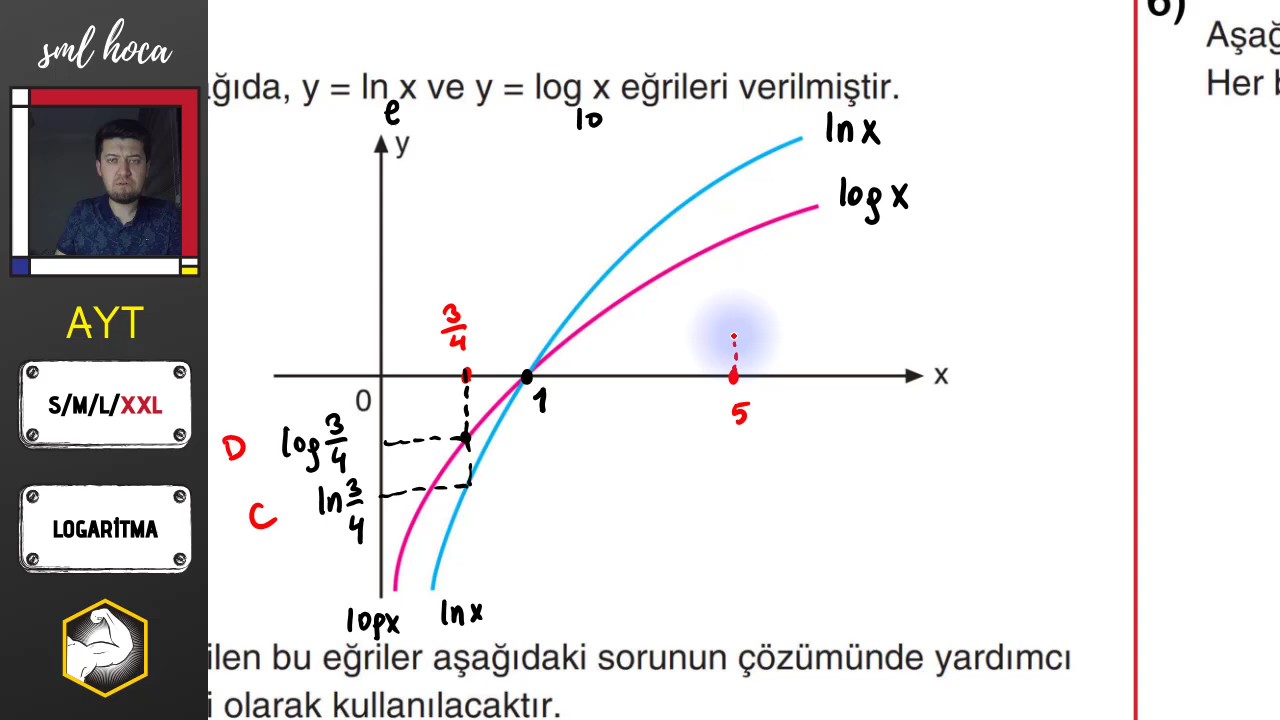 sml hoca
AYT
S/M/L/XXL
LOGARİTMA
ğıda, y = ln x ve y = log x eğrileri verilmiştir.
e
10
y
ln x
log x
3/4
x
0
1
5
D log 3/4
C ln 3/4
logx
ln x
ilen bu eğriler aşağıdaki sorunun çözümünde yardımcı
i olarak kullanılacaktır.
6)
Aşağ
Her b